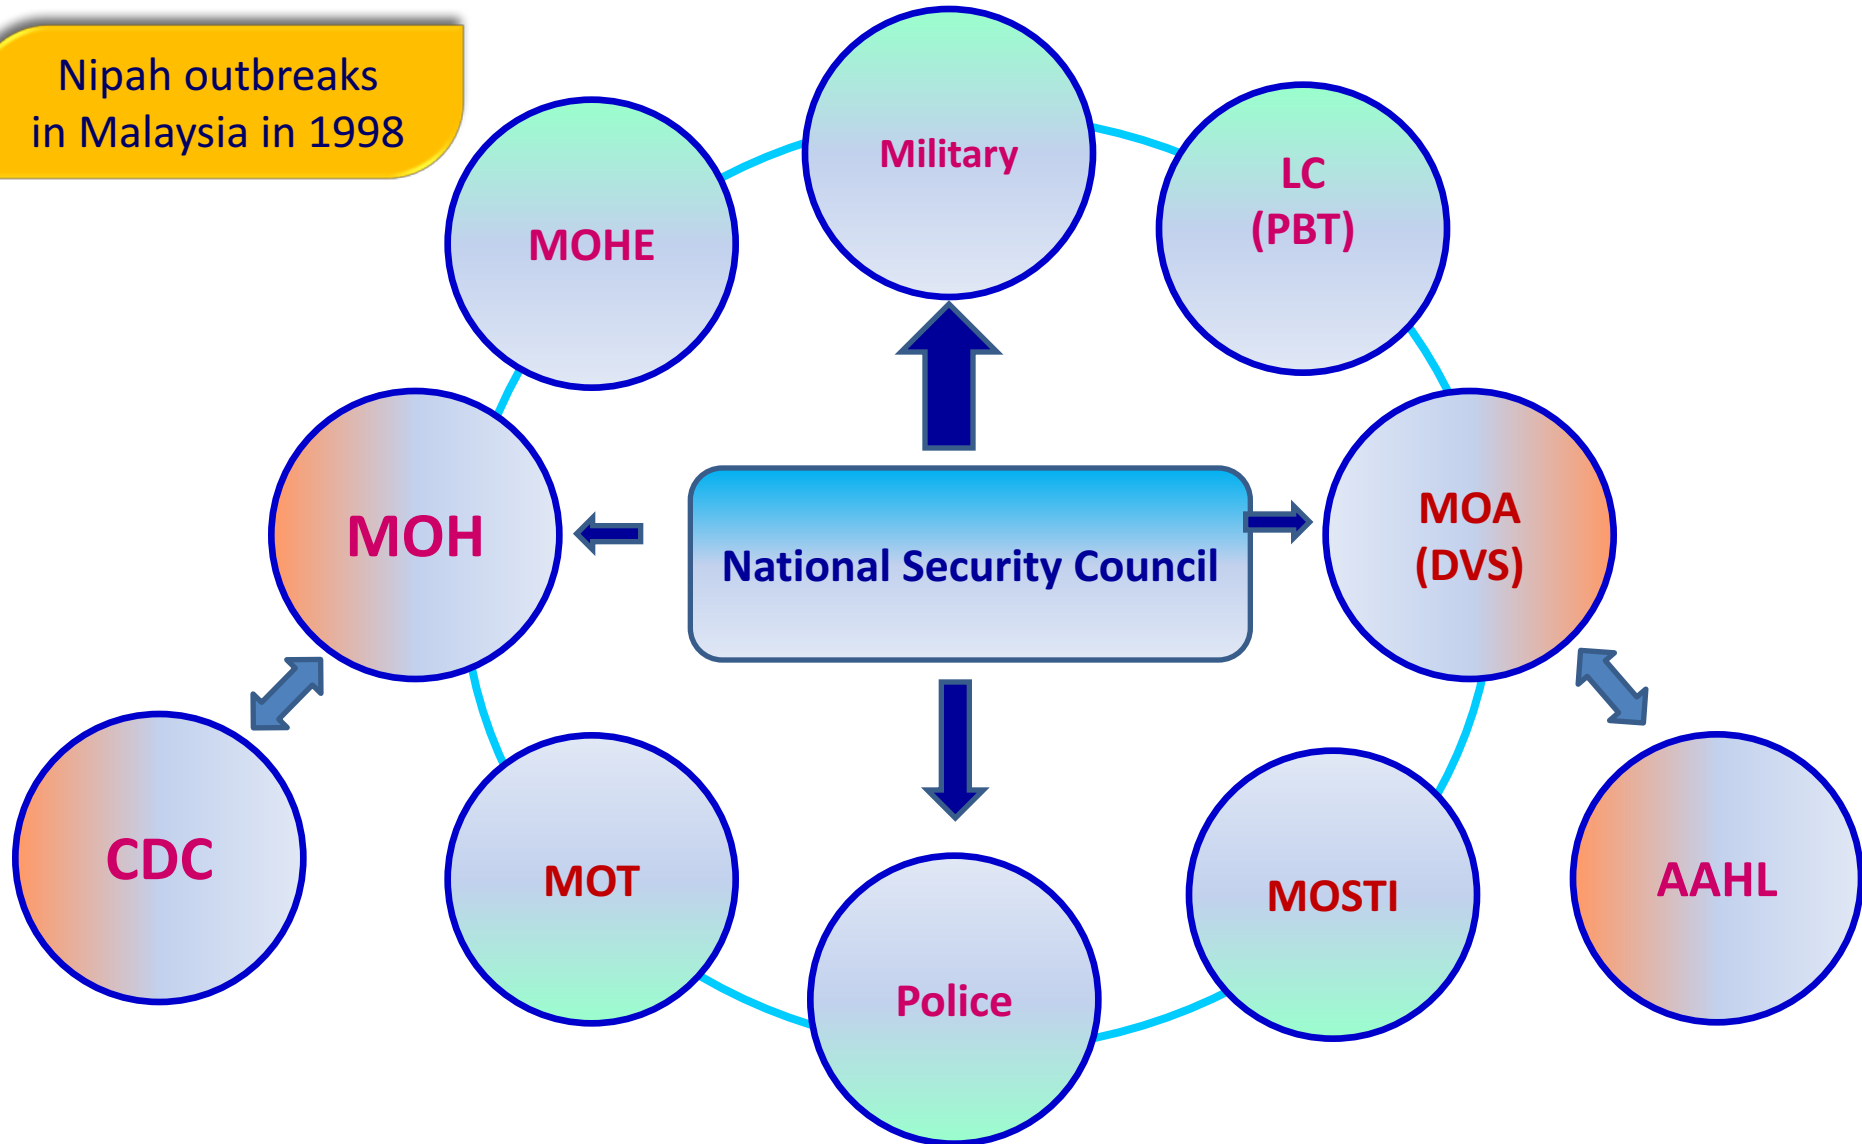 Nipah outbreaks
in Malaysia in 1998
Military
LC
(PBT)
MOHE
MOH
National Security Council
MOA
(DVS)
CDC
MOT
Police
MOSTI
AAHL